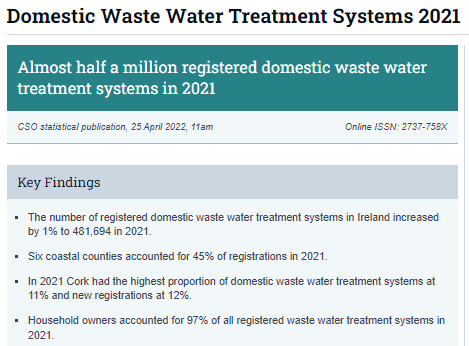 Domestic Waste Water Treatment Systems 2021
Almost half a million registered domestic waste water
treatment systems in 2021
CSO statistical publication, 25 April 2022, 11am
Online ISSN: 2737-758X
Key Findings
▪ The number of registered domestic waste water treatment systems in Ireland increased
by 1% to 481,694 in 2021.
▪ Six coastal counties accounted for 45% of registrations in 2021.
▪ In 2021 Cork had the highest proportion of domestic waste water treatment systems at
11% and new registrations at 12%.
▪ Household owners accounted for 97% of all registered waste water treatment systems in
2021.